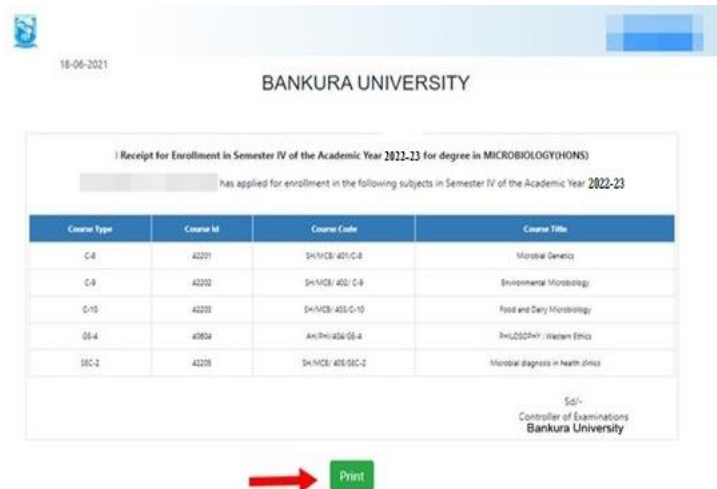 18-06-2021
BANKURA UNIVERSITY
Receipt for Enrollment in Semester IV of the Academic Year 2022-23 for degree in MICROBIOLOGY(HONS)
has applied for enrollment in the following subjects in Semester IV of the Academic Year 2022-23
Course Type Course Id Course Code Course Title
C-8 42201 SH/MCB/ 401/C-8 Microbial Genetics
C-9 42202 SH/MCB/ 402/ C-9 Environmental Microbiology
C-10 42203 SH/MCB/ 403/C-10 Food and Dairy Microbiology
GE-4 40604 AH/PHI/404/GE-4 PHILOSOPHY / Western Ethics
SEC-2 42205 SH/MCB/ 405/SEC-2 Microbial diagnosis in health clinics
Sd/-
Controller of Examinations
Bankura University
Print